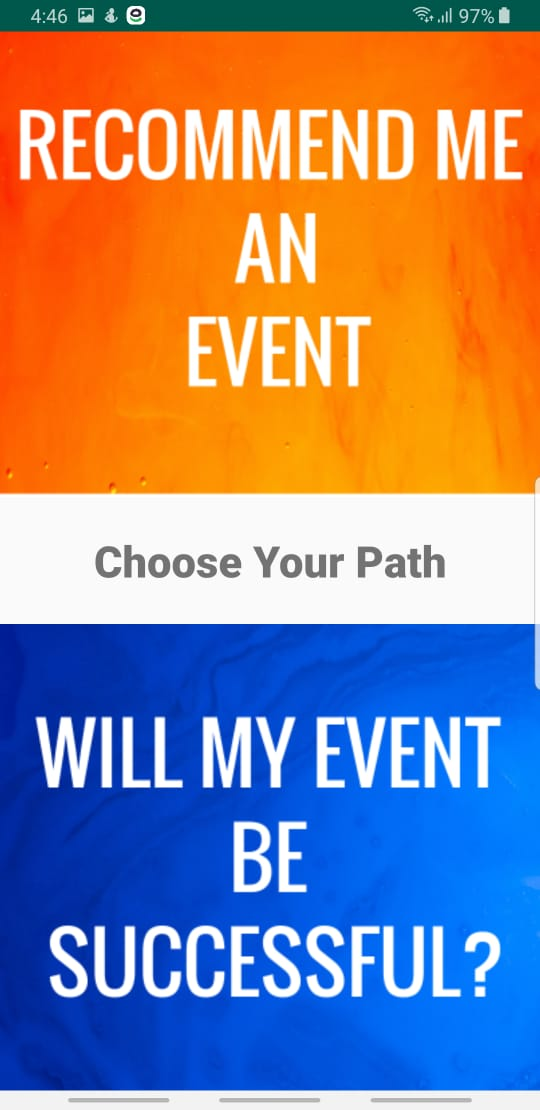 4:46 97%
RECOMMEND ME
AN
EVENT
Choose Your Path
WILL MY EVENT
BE
SUCCESSFUL?